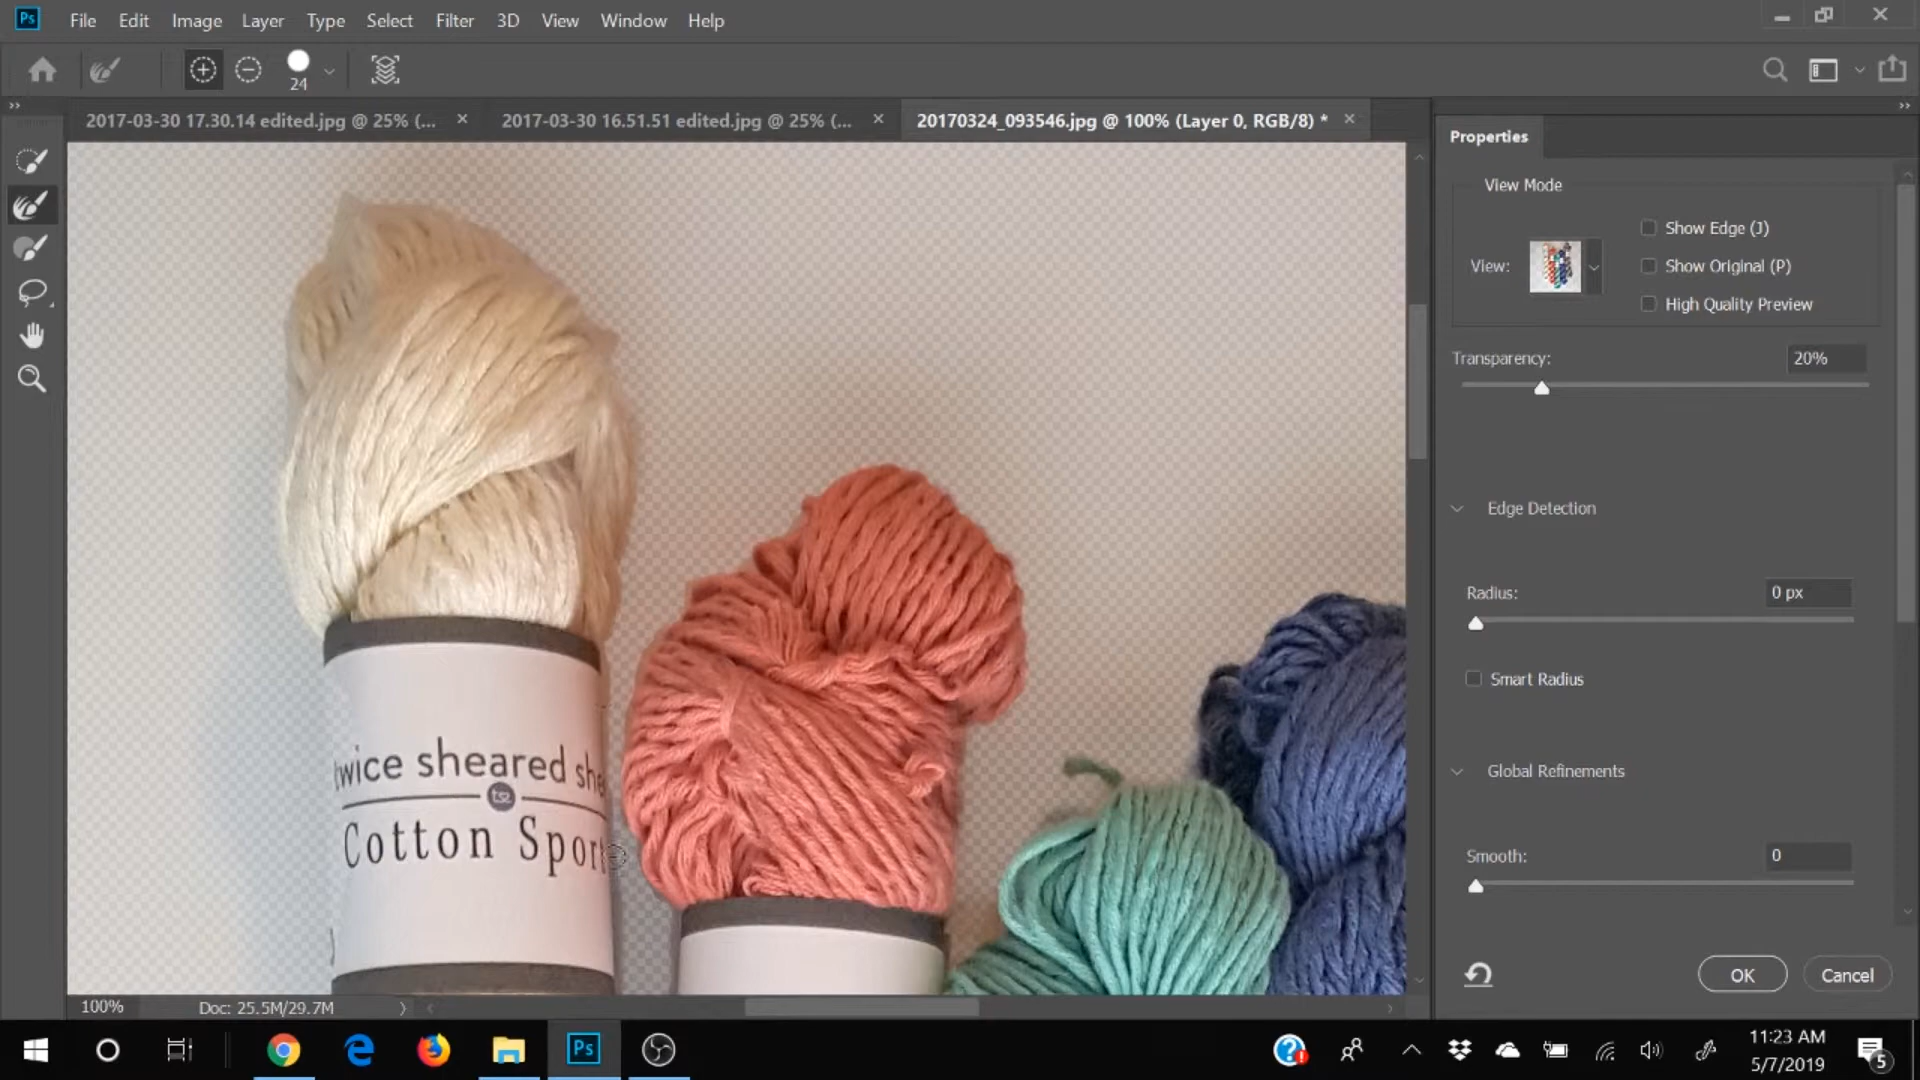 Ps File Edit Image Layer Type Select Filter 3D View Window Help
24
2017-03-30 17.30.14 edited.jpg @ 25% (...
2017-03-30 16.51.51 edited.jpg @ 25% (...
20170324_093546.jpg @ 100% (Layer 0, RGB/8) *
Properties
View Mode
Show Edge (J)
View:
Show Original (P)
High Quality Preview
Transparency: 20%
Edge Detection
Radius: 0 px
Smart Radius
Global Refinements
Smooth: 0
OK Cancel
twice sheared she
ts2
Cotton Sport
100% Doc: 25.5M/29.7M
Ps
11:23 AM
5/7/2019
5